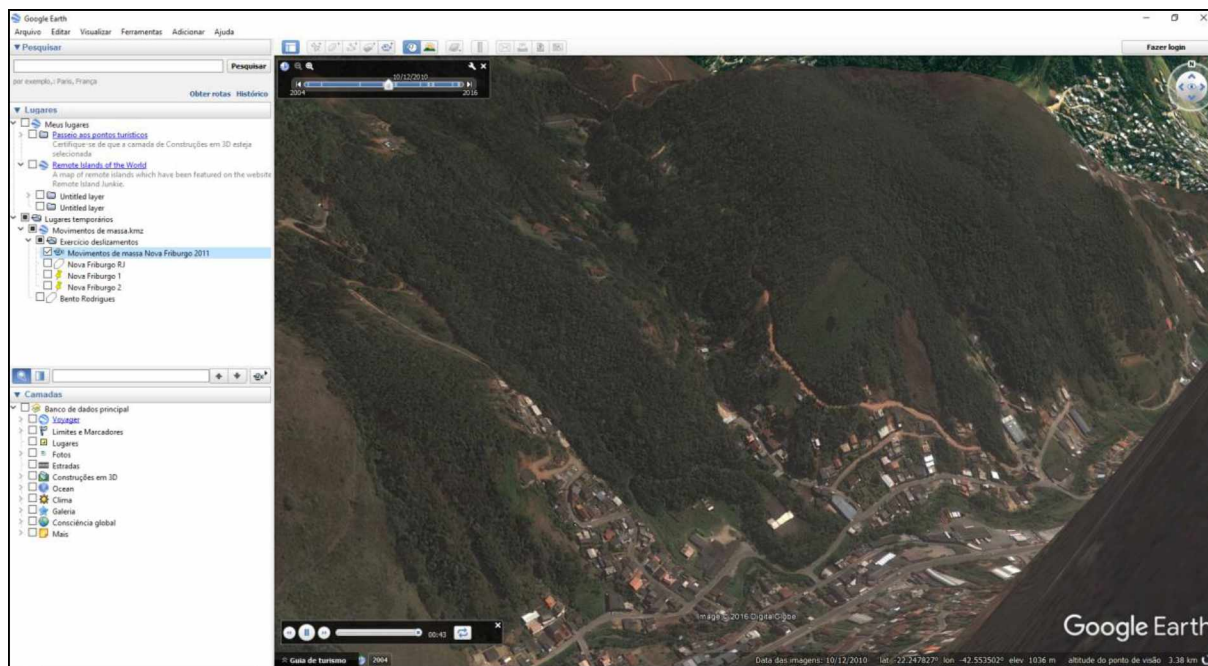 Google Earth
Arquivo Editar Visualizar Ferramentas Adicionar Ajuda
Pesquisar
Fazer login
Pesquisar
por exemplo,: Paris, França
Obter rotas Histórico
10/12/2010
2004 2016
N
Lugares
Meus lugares
Passeio aos pontos turísticos
Certifique-se de que a camada de Construções em 3D esteja
selecionada
Remote Islands of the World
A map of remote islands which have been featured on the website
Remote Island Junkie.
Untitled layer
Untitled layer
Lugares temporários
Movimentos de massa.kmz
Exercício deslizamentos
Movimentos de massa Nova Friburgo 2011
Nova Friburgo RJ
Nova Friburgo 1
Nova Friburgo 2
Bento Rodrigues
Camadas
Banco de dados principal
Voyager
Limites e Marcadores
Lugares
Fotos
Estradas
Construções em 3D
Ocean
Clima
Galeria
Consciência global
Mais
Image © 2016 DigitalGlobe
Google Earth
00:43
Guia de turismo 2004
Data das imagens: 10/12/2010 lat -22.247827° lon -42.553502° elev 1036 m altitude do ponto de visão 3.38 km